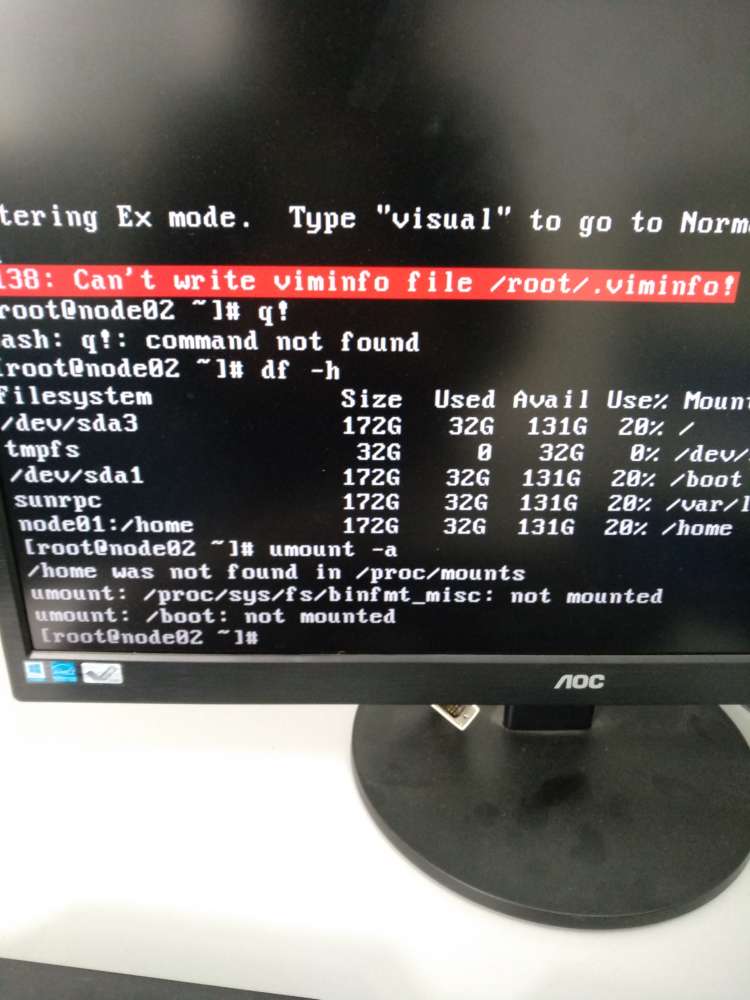 tering Ex mode.  Type "visual" to go to Norm
138: Can't write viminfo file /root/.viminfo!
root@node02 ~]# q!
ash: q!: command not found
[root@node02 ~]# df -h
Filesystem Size Used Avail Use% Moun
/dev/sda3 172G 32G 131G 20% /
tmpfs 32G 0 32G 0% /dev/
/dev/sda1 172G 32G 131G 20% /boot
sunrpc 172G 32G 131G 20% /var/l
node01:/home 172G 32G 131G 20% /home
[root@node02 ~]# umount -a
/home was not found in /proc/mounts
umount: /proc/sys/fs/binfmt_misc: not mounted
umount: /boot: not mounted
[root@node02 ~]#
AOC